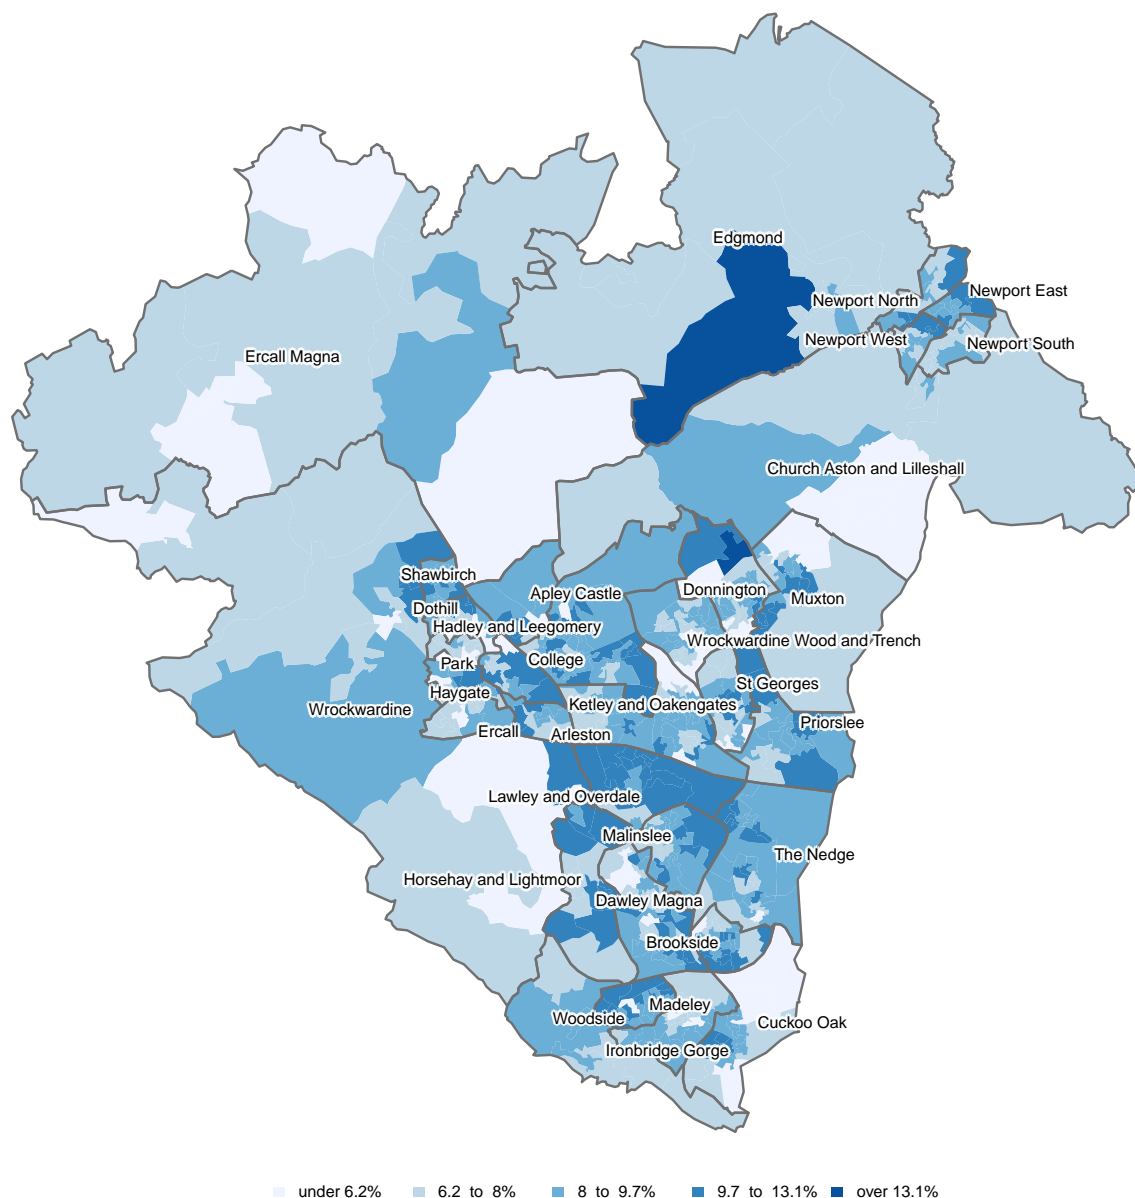 Edgmond
Newport East
Newport North
Newport West
Newport South
Ercall Magna
Church Aston and Lilleshall
Shawbirch
Apley Castle
Donnington
Muxton
Dothill
Hadley and Leegomery
Wrockwardine Wood and Trench
Park
College
St Georges
Haygate
Wrockwardine
Ketley and Oakengates
Priorslee
Ercall
Arleston
Lawley and Overdale
Malinslee
The Nedge
Horsehay and Lightmoor
Dawley Magna
Brookside
Madeley
Woodside
Cuckoo Oak
Ironbridge Gorge
under 6.2% 6.2 to 8% 8 to 9.7% 9.7 to 13.1% over 13.1%